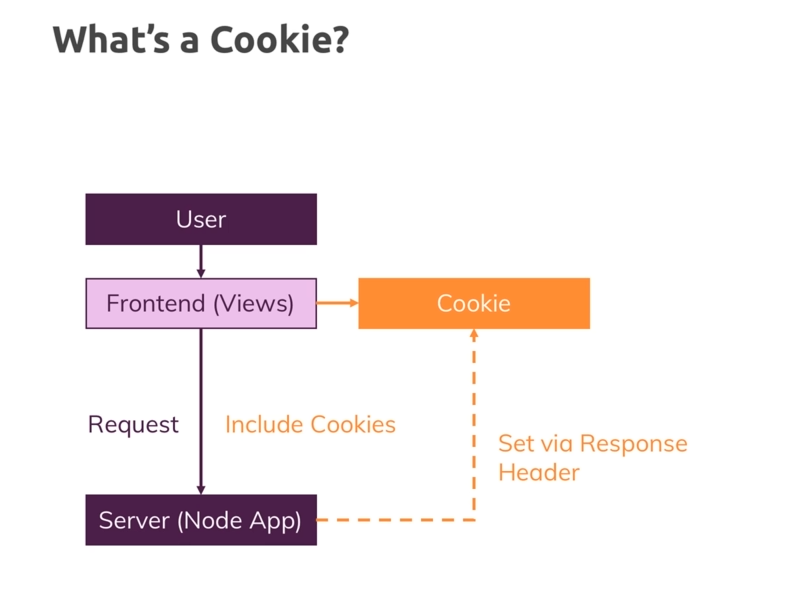 What’s a Cookie?
User
Frontend (Views)
Cookie
Request
Include Cookies
Set via Response
Header
Server (Node App)